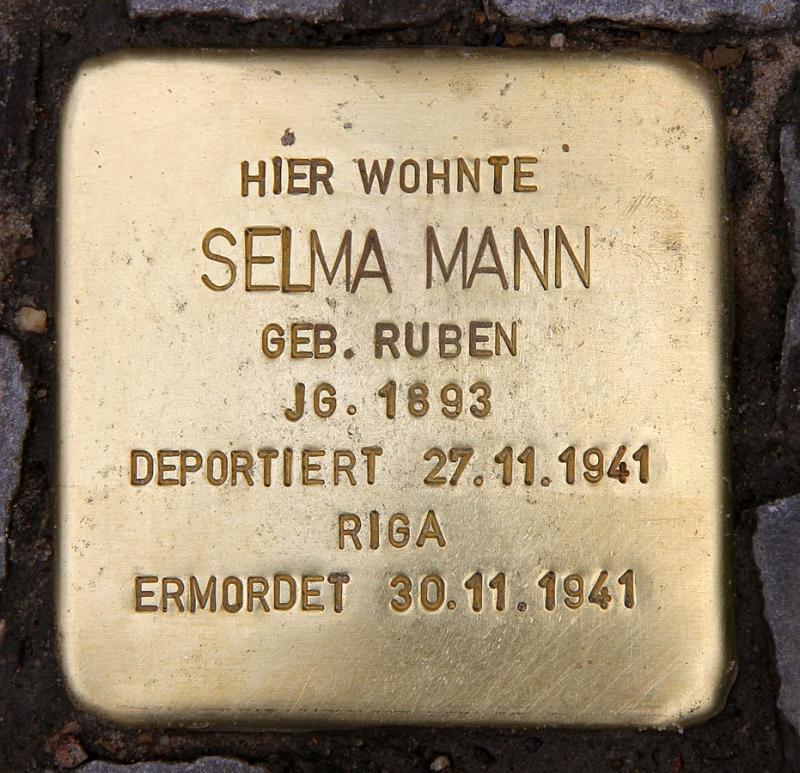 HIER WOHNTE
SELMA MANN
GEB. RUBEN
JG. 1893
DEPORTIERT 27.11.1941
RIGA
ERMORDET 30.11.1941